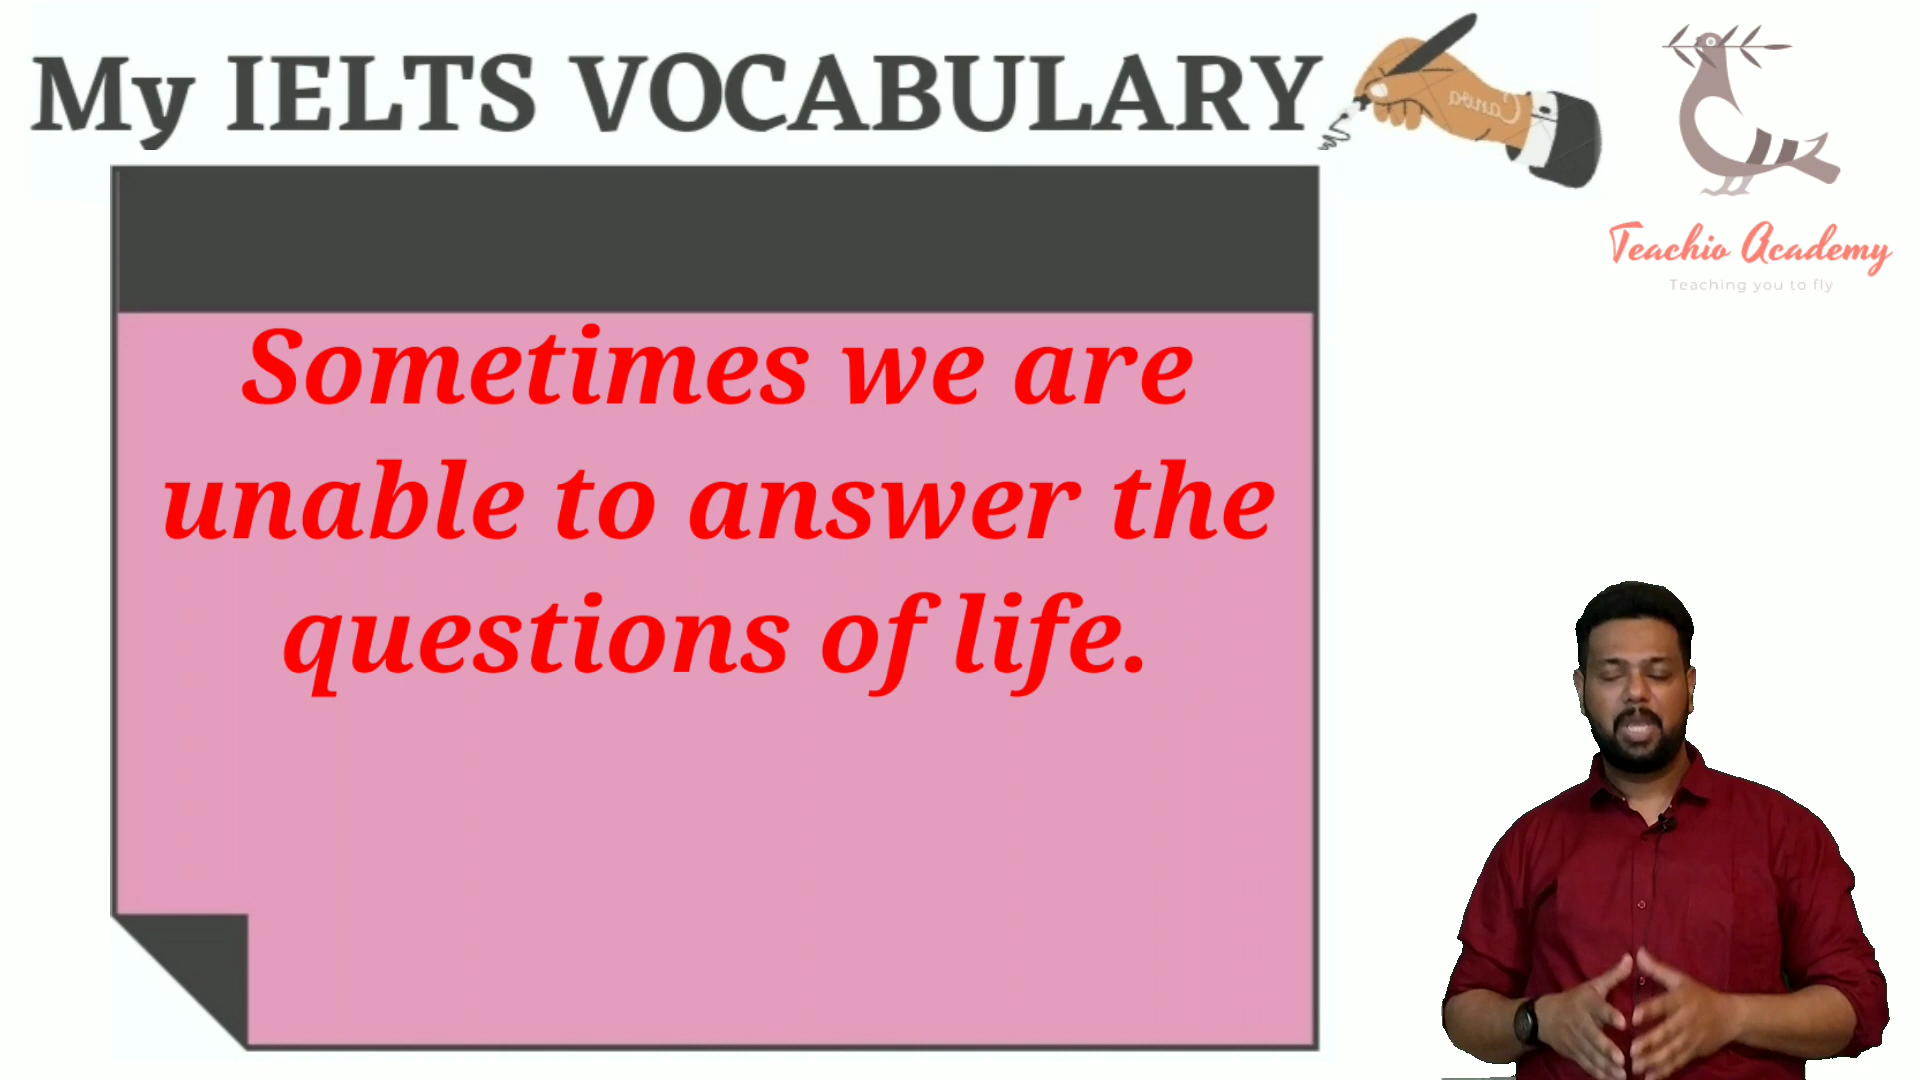 My IELTS VOCABULARY
Canva
Teachio Academy
Teaching you to fly
Sometimes we are
unable to answer the
questions of life.